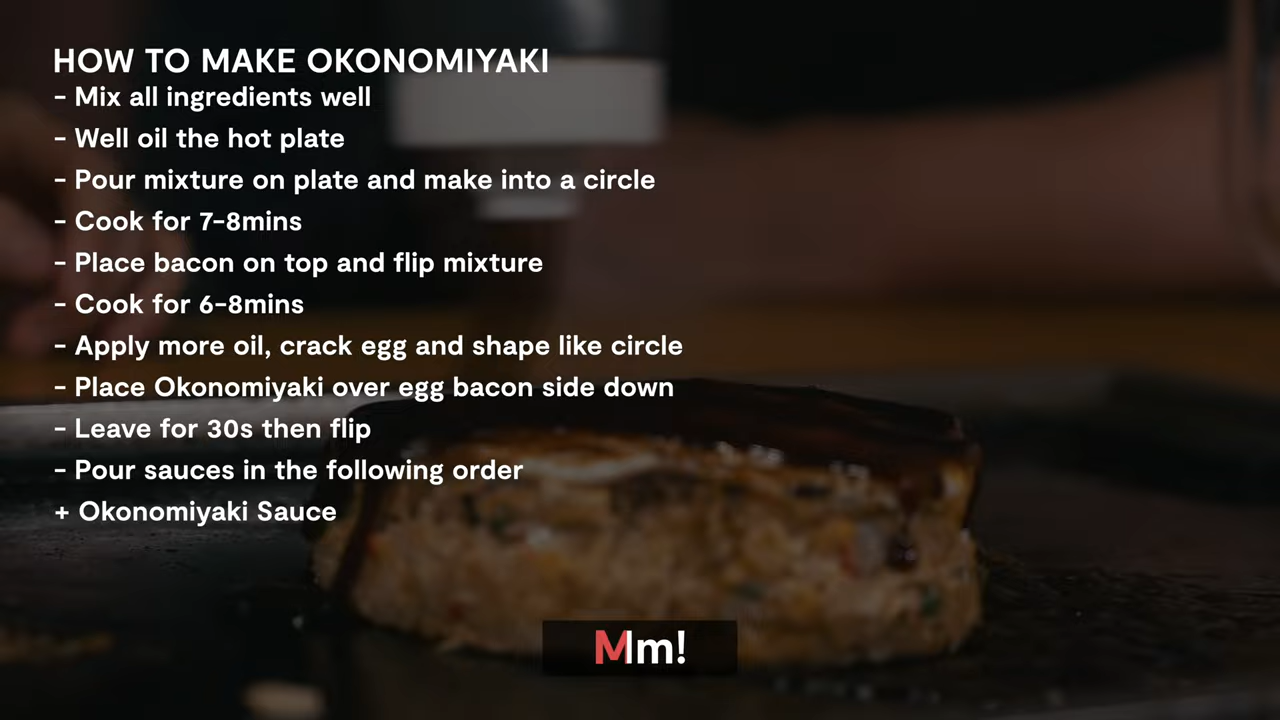 HOW TO MAKE OKONOMIYAKI
- Mix all ingredients well
- Well oil the hot plate
- Pour mixture on plate and make into a circle
- Cook for 7-8mins
- Place bacon on top and flip mixture
- Cook for 6-8mins
- Apply more oil, crack egg and shape like circle
- Place Okonomiyaki over egg bacon side down
- Leave for 30s then flip
- Pour sauces in the following order
+ Okonomiyaki Sauce
Mm!